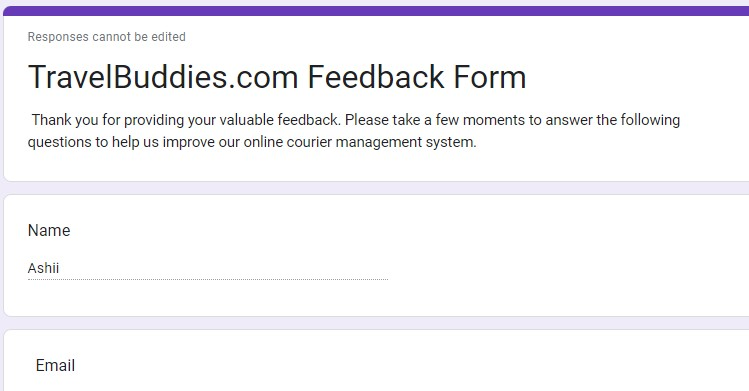 Responses cannot be edited
TravelBuddies.com Feedback Form
Thank you for providing your valuable feedback. Please take a few moments to answer the following
questions to help us improve our online courier management system.
Name
Ashii
Email